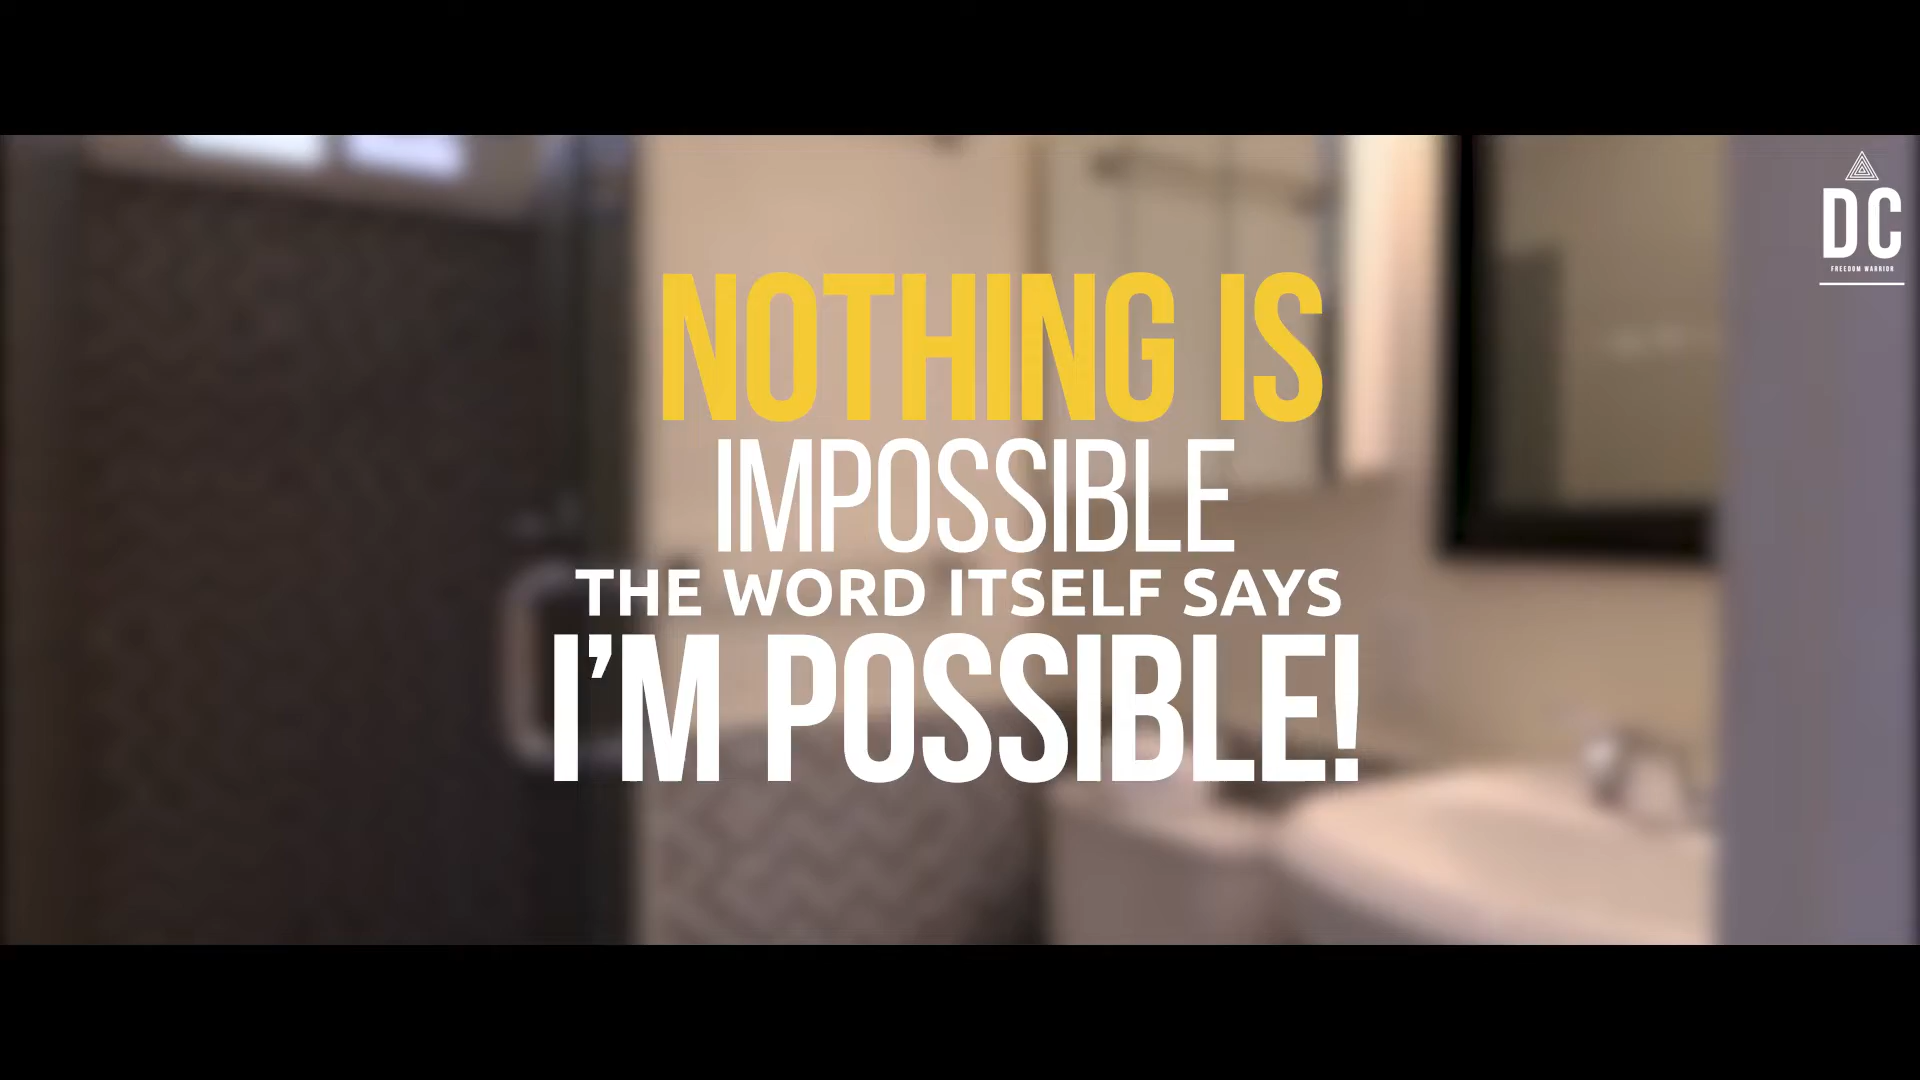 DC
FREEDOM WARRIOR
NOTHING IS
IMPOSSIBLE
THE WORD ITSELF SAYS
I’M POSSIBLE!